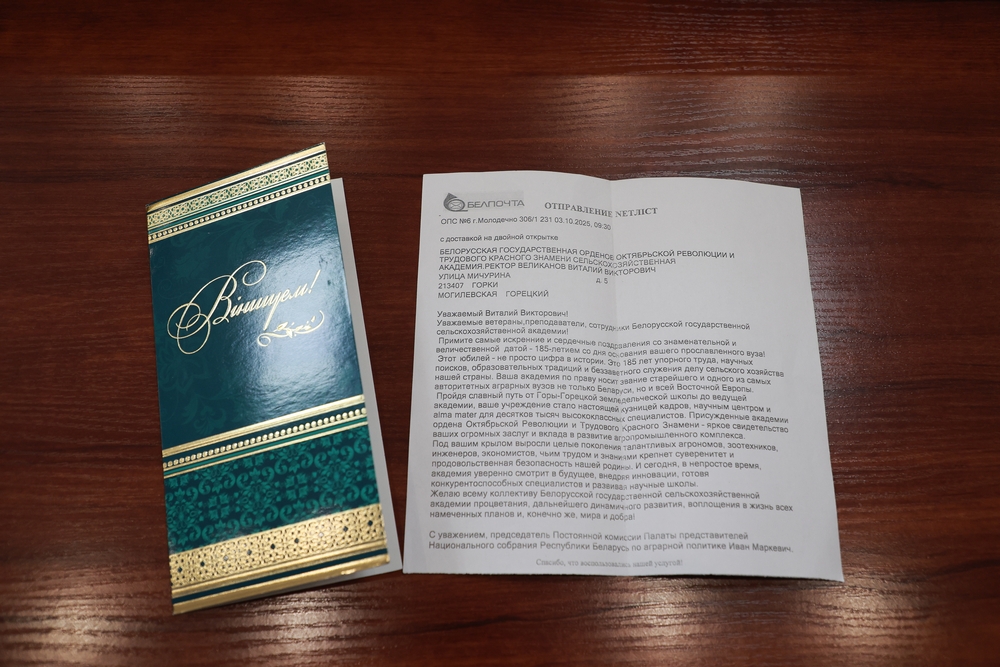 Віншуем!
БЕЛПОЧТА
ОТПРАВЛЕНИЕ NETЛІСТ
ОПС №6 г.Молодечно 306/1 231 03.10.2025, 09:30
с доставкой на двойной открытке
БЕЛОРУССКАЯ ГОСУДАРСТВЕННАЯ ОРДЕНОВ ОКТЯБРЬСКОЙ РЕВОЛЮЦИИ И
ТРУДОВОГО КРАСНОГО ЗНАМЕНИ СЕЛЬСКОХОЗЯЙСТВЕННАЯ
АКАДЕМИЯ.РЕКТОР ВЕЛИКАНОВ ВИТАЛИЙ ВИКТОРОВИЧ
УЛИЦА МИЧУРИНА д. 5
213407 ГОРКИ
МОГИЛЕВСКАЯ ГОРЕЦКИЙ
Уважаемый Виталий Викторович!
Уважаемые ветераны,преподаватели, сотрудники Белорусской государственной
сельскохозяйственной академии!
Примите самые искренние и сердечные поздравления со знаменательной и
величественной датой - 185-летием со дня основания вашего прославленного вуза!
Этот юбилей - не просто цифра в истории. Это 185 лет упорного труда, научных
поисков, образовательных традиций и беззаветного служения делу сельского хозяйства
нашей страны. Ваша академия по праву носит звание старейшего и одного из самых
авторитетных аграрных вузов не только Беларуси, но и всей Восточной Европы.
Пройдя славный путь от Горы-Горецкой земледельческой школы до ведущей
академии, ваше учреждение стало настоящей кузницей кадров, научным центром и
alma mater для десятков тысяч высококлассных специалистов. Присужденные академии
ордена Октябрьской Революции и Трудового Красного Знамени - яркое свидетельство
ваших огромных заслуг и вклада в развитие агропромышленного комплекса.
Под вашим крылом выросли целые поколения талантливых агрономов, зоотехников,
инженеров, экономистов, чьим трудом и знаниями крепнет суверенитет и
продовольственная безопасность нашей родины. И сегодня, в непростое время,
академия уверенно смотрит в будущее, внедряя инновации, готовя
конкурентоспособных специалистов и развивая научные школы.
Желаю всему коллективу Белорусской государственной сельскохозяйственной
академии процветания, дальнейшего динамичного развития, воплощения в жизнь всех
намеченных планов и, конечно же, мира и добра!
С уважением, председатель Постоянной комиссии Палаты представителей
Национального собрания Республики Беларусь по аграрной политике Иван Маркевич.
Спасибо, что воспользовались нашей услугой!